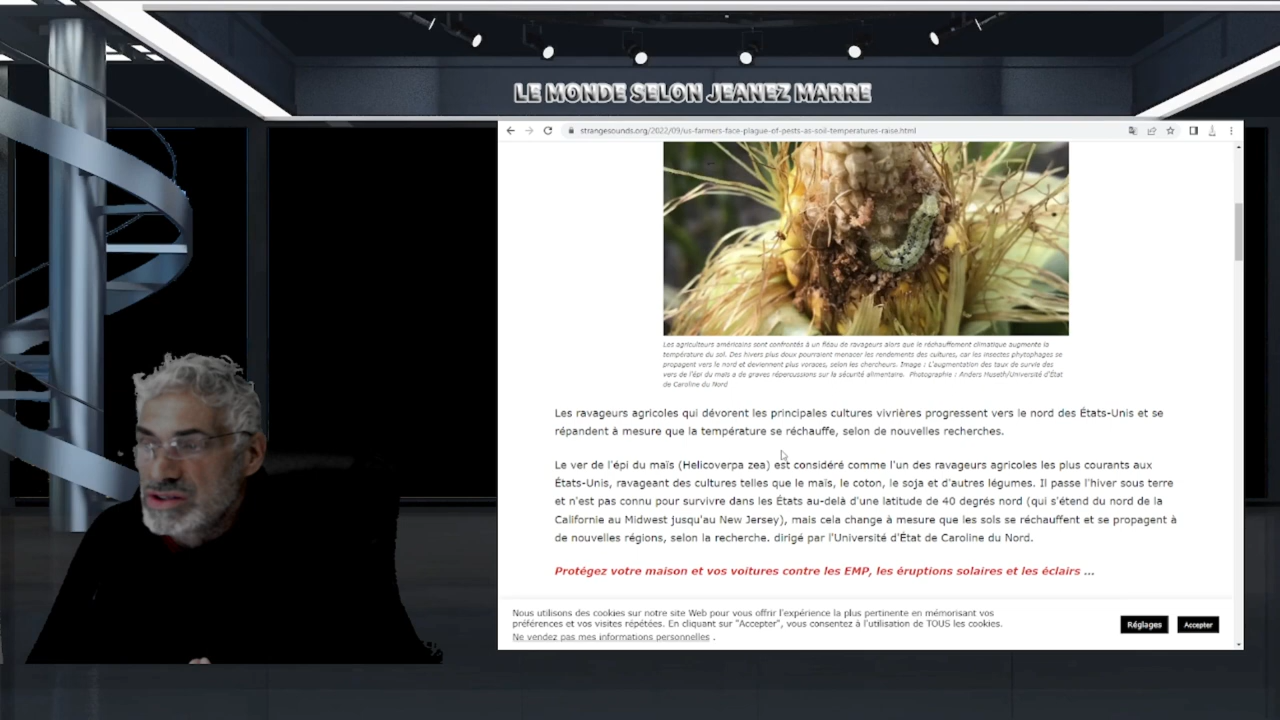 LE MONDE SELON JEANEZ MARRE
strangesounds.org/2022/09/us-farmers-face-plague-of-pests-as-soil-temperatures-raise.html
Les agriculteurs américains sont confrontés à un fléau de ravageurs alors que le réchauffement climatique augmente la
température du sol. Des hivers plus doux pourraient menacer les rendements des cultures, car les insectes phytophages se
propagent vers le nord et deviennent plus voraces, selon les chercheurs. Image : L'augmentation des taux de survie des
vers de l'épi du maïs a de graves répercussions sur la sécurité alimentaire. Photographie : Anders Huseth/Université d'État
de Caroline du Nord
Les ravageurs agricoles qui dévorent les principales cultures vivrières progressent vers le nord des États-Unis et se
répandent à mesure que la température se réchauffe, selon de nouvelles recherches.
Le ver de l'épi du maïs (Helicoverpa zea) est considéré comme l'un des ravageurs agricoles les plus courants aux
États-Unis, ravageant des cultures telles que le maïs, le coton, le soja et d'autres légumes. Il passe l'hiver sous terre
et n'est pas connu pour survivre dans les États au-delà d'une latitude de 40 degrés nord (qui s'étend du nord de la
Californie au Midwest jusqu'au New Jersey), mais cela change à mesure que les sols se réchauffent et se propagent à
de nouvelles régions, selon la recherche. dirigé par l'Université d'État de Caroline du Nord.
Protégez votre maison et vos voitures contre les EMP, les éruptions solaires et les éclairs ...
Nous utilisons des cookies sur notre site Web pour vous offrir l'expérience la plus pertinente en mémorisant vos
préférences et vos visites répétées. En cliquant sur "Accepter", vous consentez à l'utilisation de TOUS les cookies.
Ne vendez pas mes informations personnelles .
Réglages
Accepter